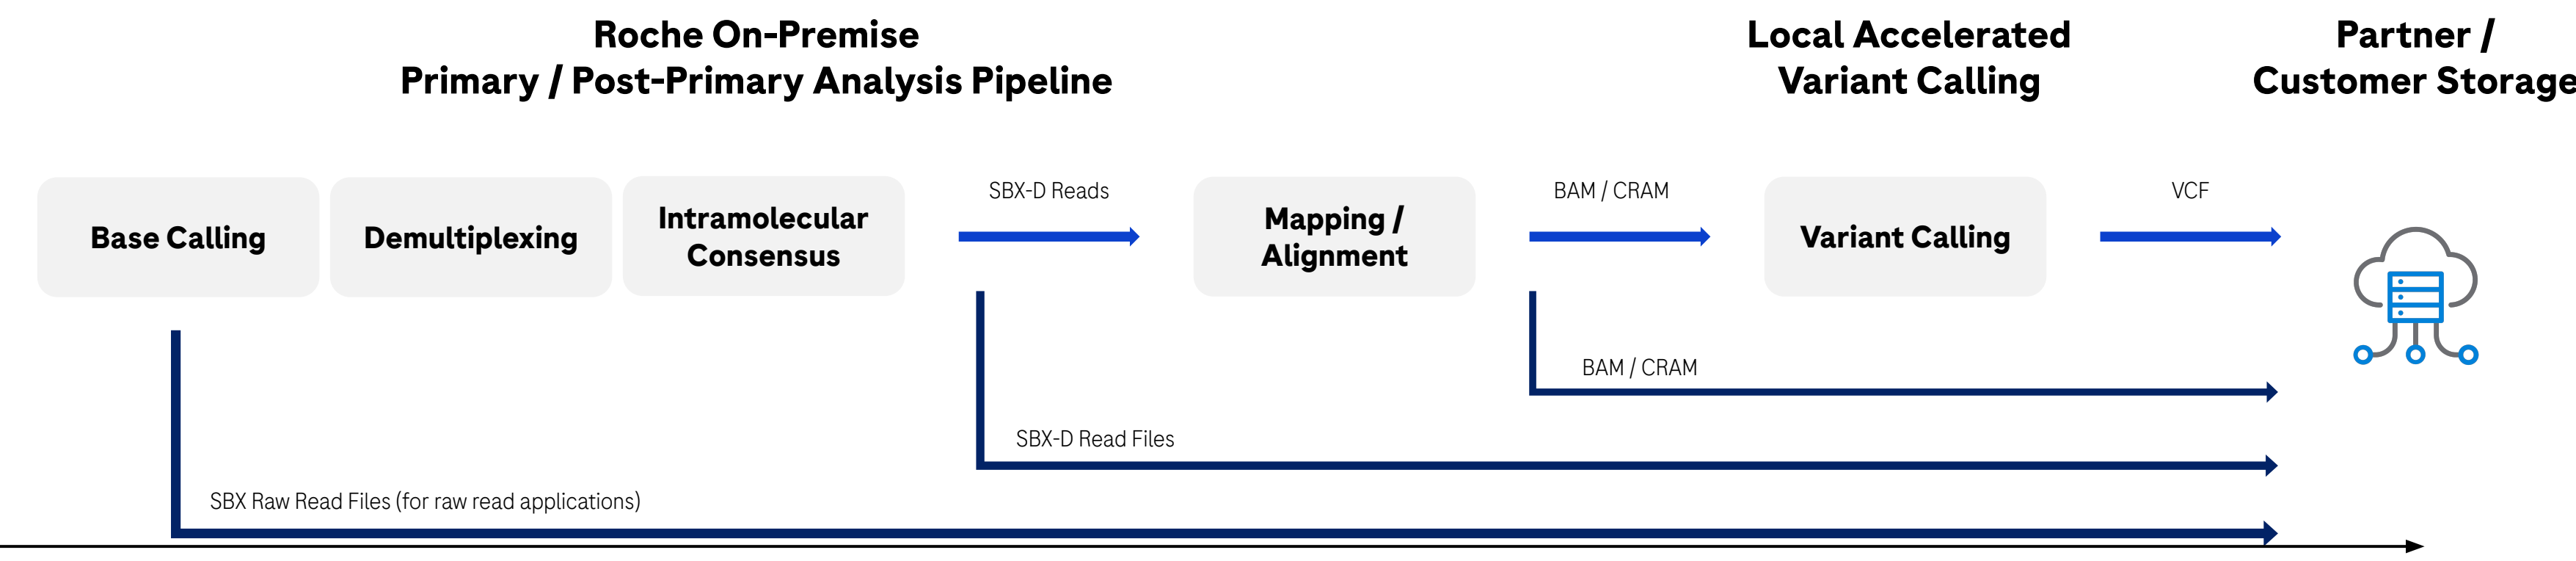 Roche On-Premise
Primary / Post-Primary Analysis Pipeline
Local Accelerated
Variant Calling
Partner /
Customer Storage
Base Calling
Demultiplexing
Intramolecular
Consensus
SBX-D Reads
Mapping /
Alignment
BAM / CRAM
Variant Calling
VCF
BAM / CRAM
SBX-D Read Files
SBX Raw Read Files (for raw read applications)